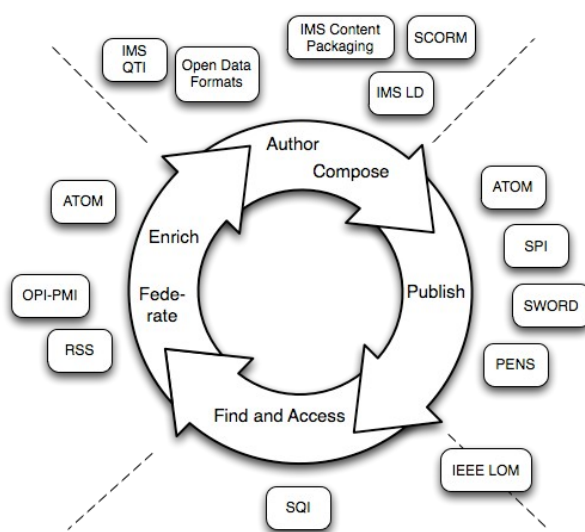 IMS
QTI
Open Data
Formats
IMS Content
Packaging
SCORM
IMS LD
Author
Compose
ATOM
Enrich
Fede-
rate
OPI-PMI
RSS
ATOM
SPI
Publish
SWORD
PENS
Find and Access
IEEE LOM
SQI